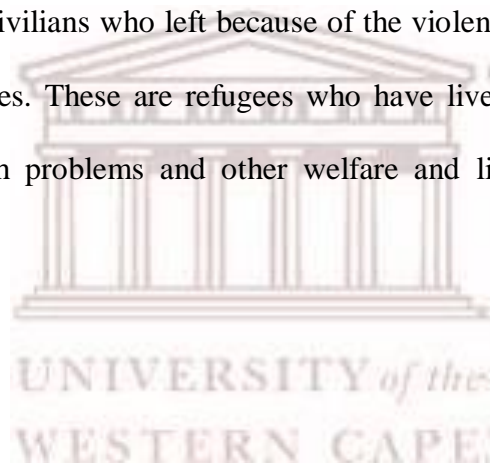 ivilians who left because of the violen
es. These are refugees who have live
n problems and other welfare and li
UNIVERSITY of the
WESTERN CAPE